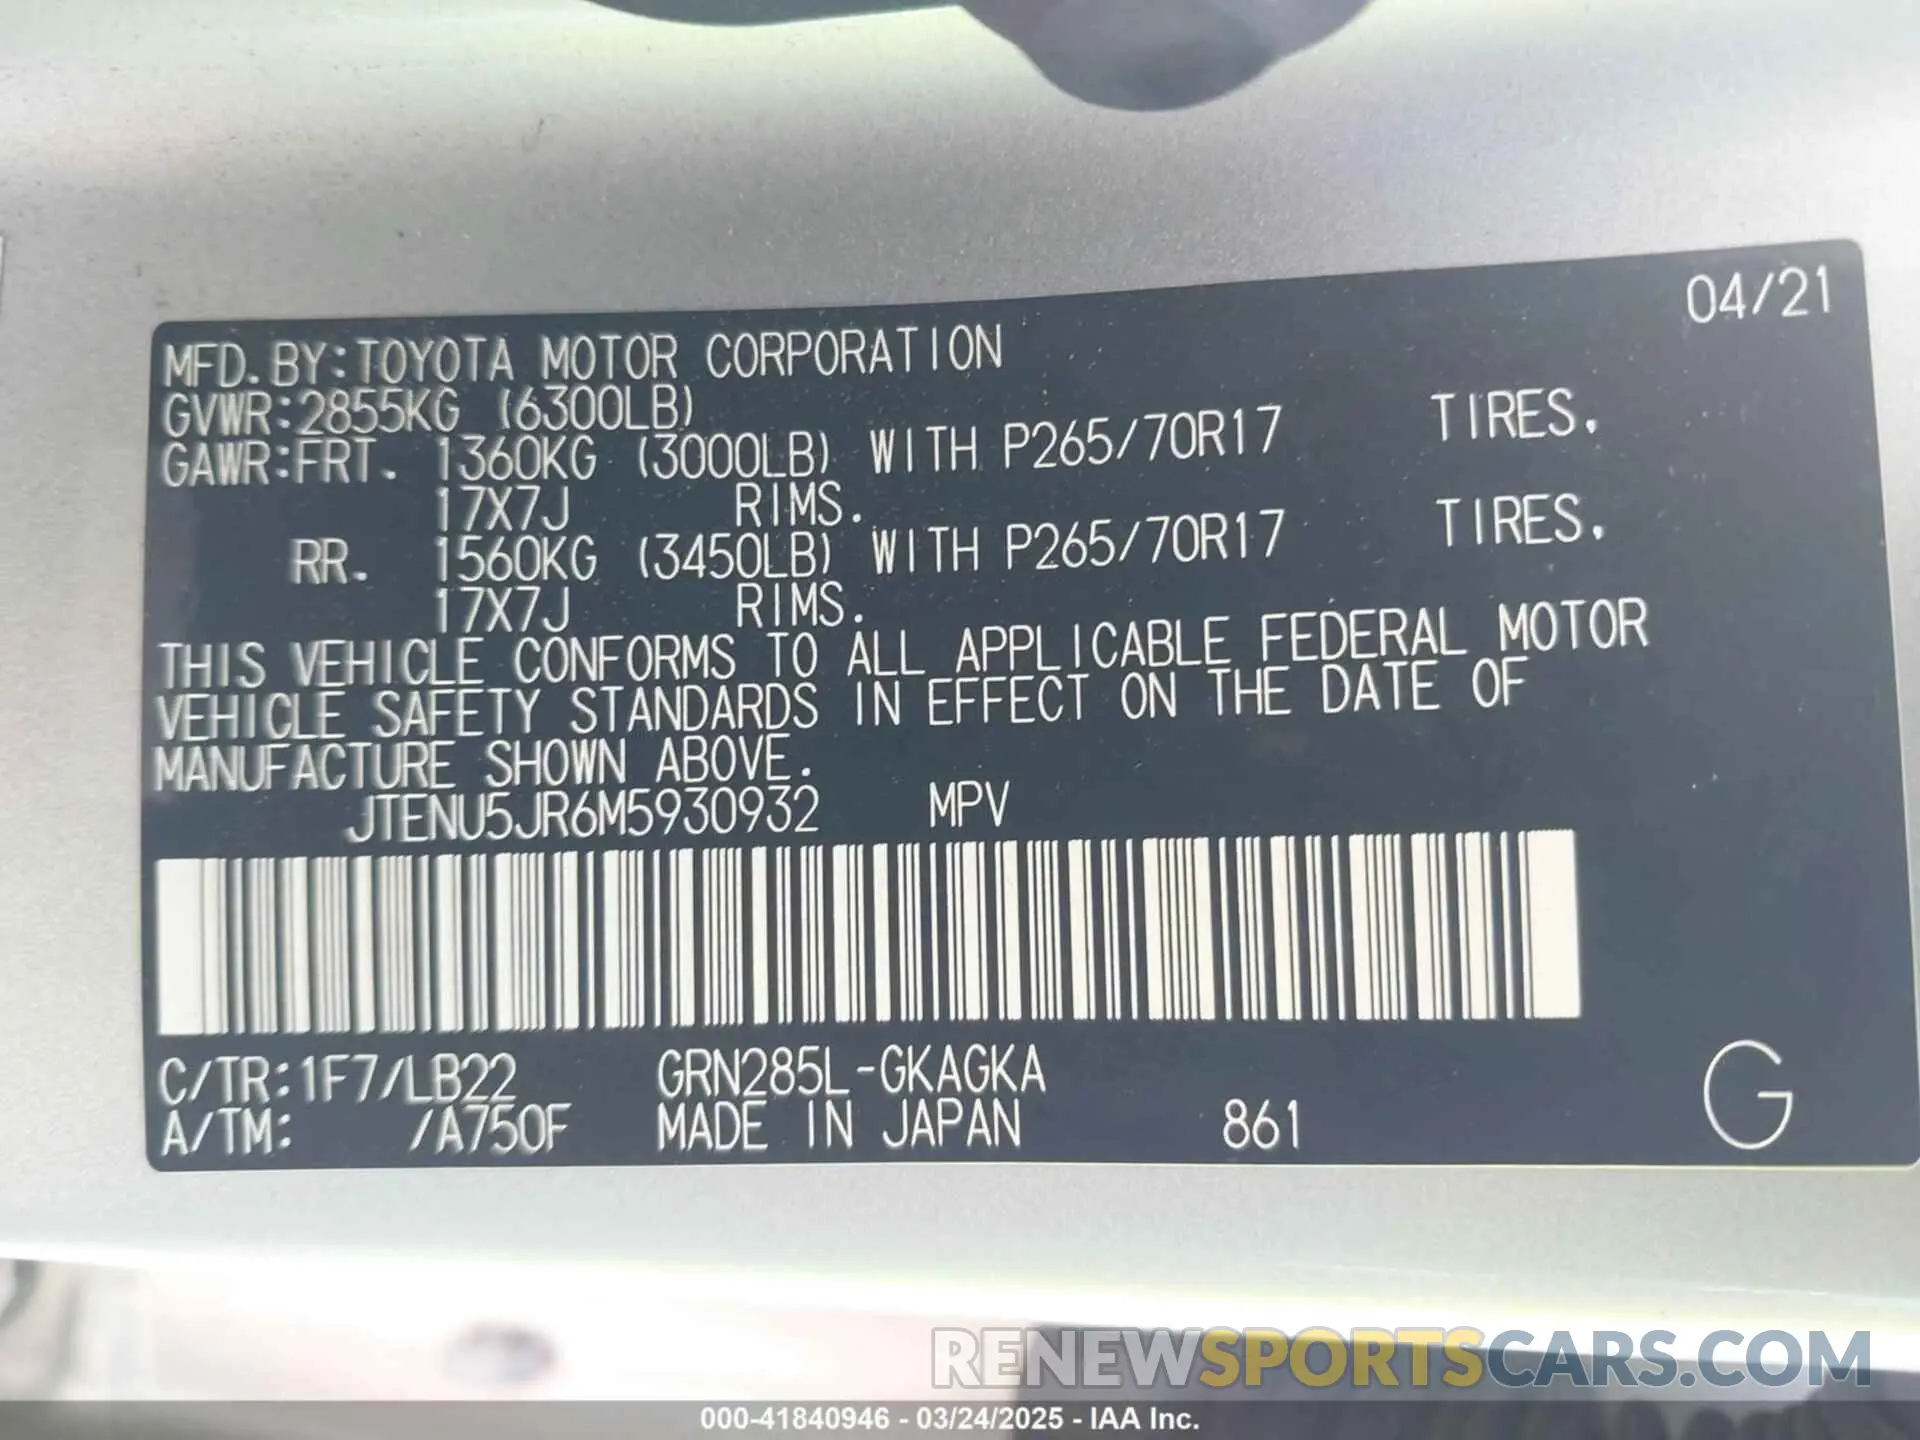 04/21
MFD.BY:TOYOTA MOTOR CORPORATION
GVWR:2855KG (6300LB)
GAWR:FRT. 1360KG (3000LB) WITH P265/70R17 TIRES.
17X7J RIMS.
RR. 1560KG (3450LB) WITH P265/70R17 TIRES.
17X7J RIMS.
THIS VEHICLE CONFORMS TO ALL APPLICABLE FEDERAL MOTOR
VEHICLE SAFETY STANDARDS IN EFFECT ON THE DATE OF
MANUFACTURE SHOWN ABOVE.
JTENU5JR6M5930932 MPV
C/TR:1F7/LB22 GRN285L-GKAGKA
A/TM: /A750F MADE IN JAPAN 861 G
RENEWSPORTSCARS.COM
000-41840946 - 03/24/2025 - IAA Inc.